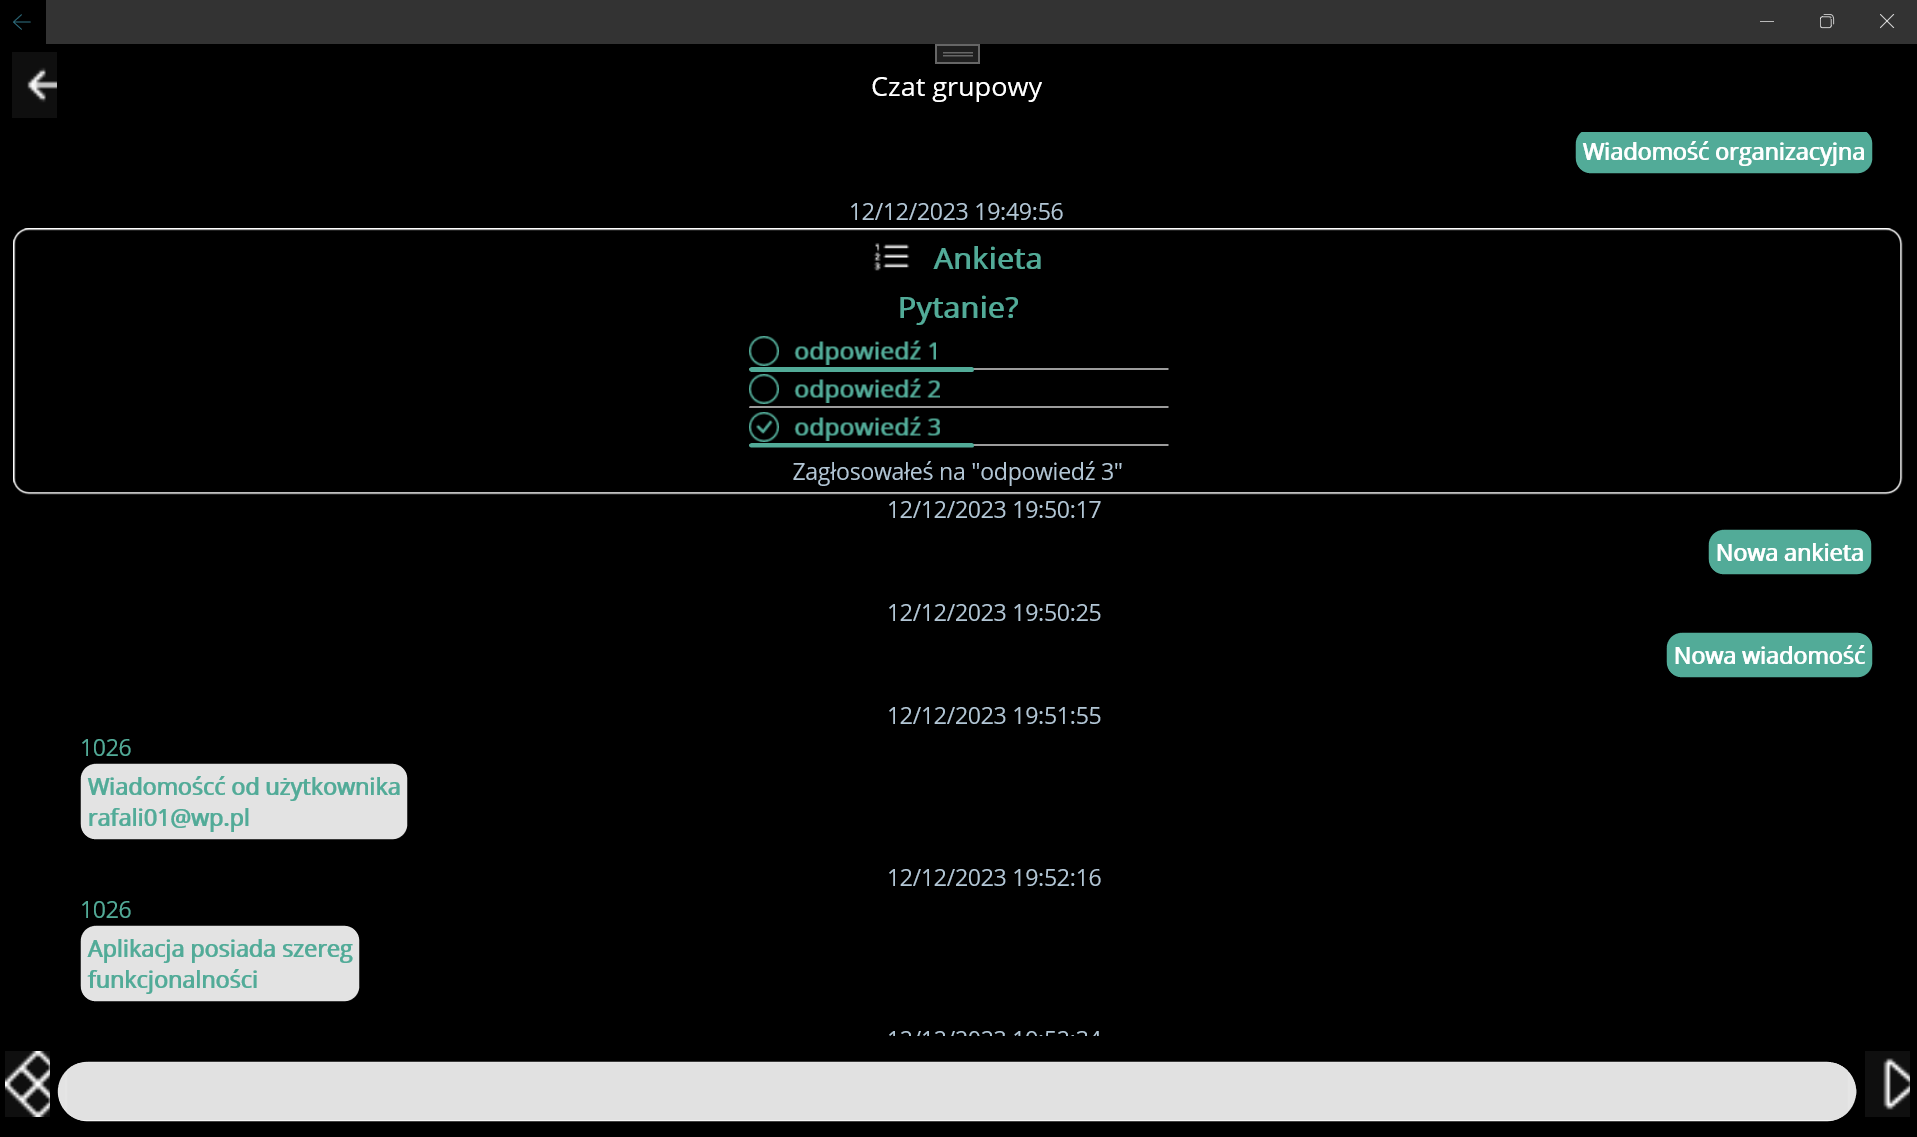 Czat grupowy
Wiadomość organizacyjna
12/12/2023 19:49:56
Ankieta
Pytanie?
odpowiedź 1
odpowiedź 2
odpowiedź 3
Zagłosowałeś na "odpowiedź 3"
12/12/2023 19:50:17
Nowa ankieta
12/12/2023 19:50:25
Nowa wiadomość
12/12/2023 19:51:55
1026
Wiadomoścć od użytkownika
rafali01@wp.pl
12/12/2023 19:52:16
1026
Aplikacja posiada szereg
funkcjonalności